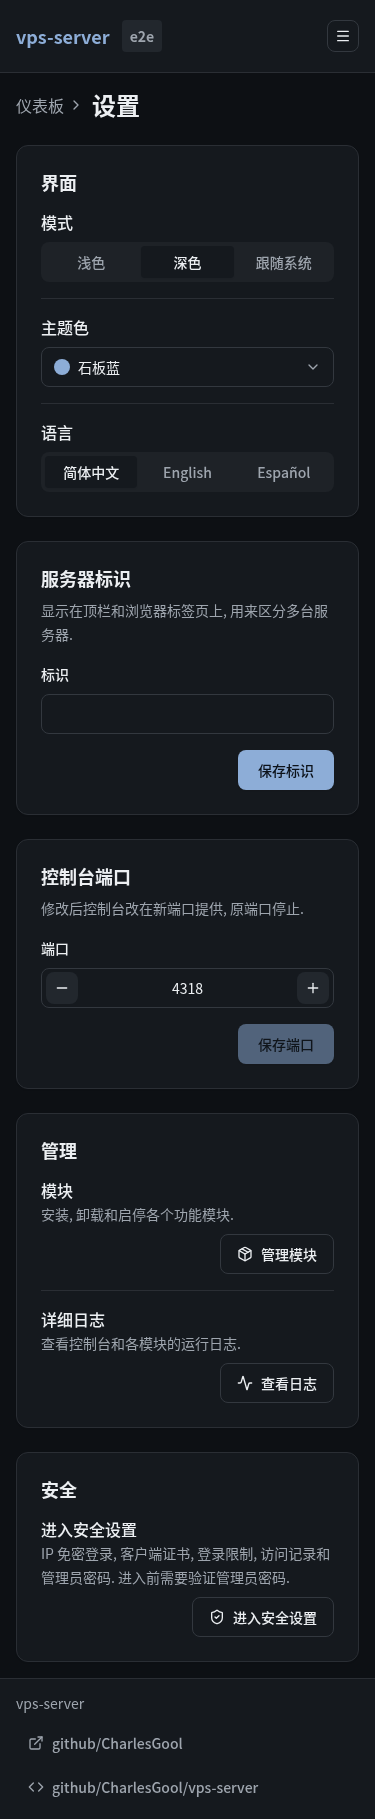 vps-server e2e
仪表板 > 设置
界面
模式
浅色 深色 跟随系统
主题色
石板蓝
语言
简体中文 English Español
服务器标识
显示在顶栏和浏览器标签页上, 用来区分多台服
务器.
标识
保存标识
控制台端口
修改后控制台改在新端口提供, 原端口停止.
端口
4318
保存端口
管理
模块
安装, 卸载和启停各个功能模块.
管理模块
详细日志
查看控制台和各模块的运行日志.
查看日志
安全
进入安全设置
IP 免密登录, 客户端证书, 登录限制, 访问记录和
管理员密码. 进入前需要验证管理员密码.
进入安全设置
vps-server
github/CharlesGool
github/CharlesGool/vps-server